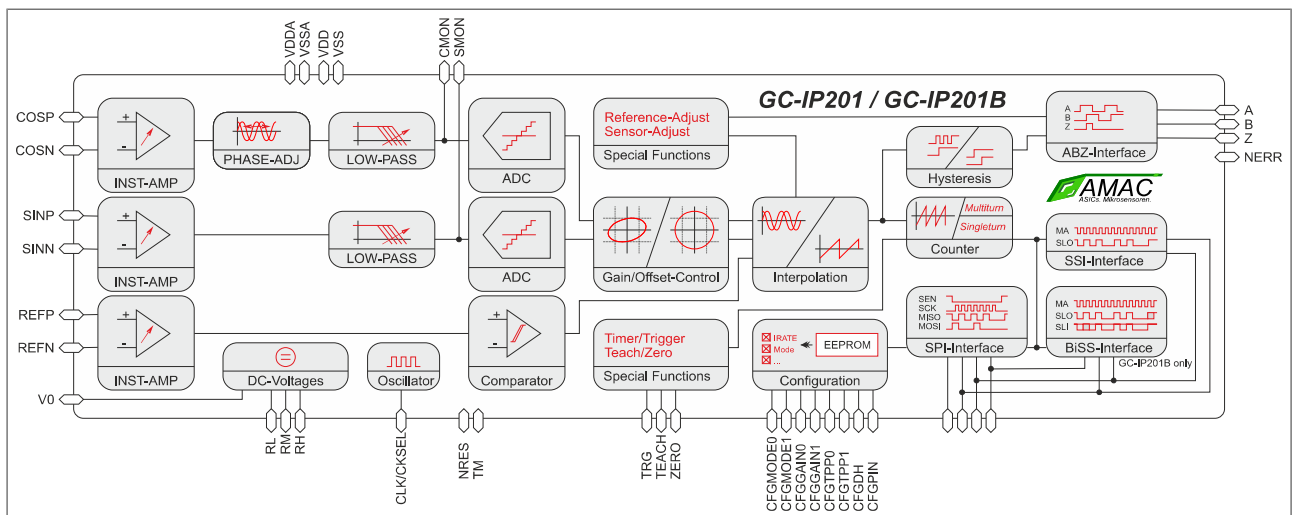 VDDA
VSSA
VDD
VSS
CMON
SMON
GC-IP201 / GC-IP201B
COSP
COSN
+
-
INST-AMP
PHASE-ADJ
LOW-PASS
ADC
Reference-Adjust
Sensor-Adjust
Special Functions
Hysteresis
A
B
Z
ABZ-Interface
A
B
Z
NERR
AMAC
ASICs. Mikrosensoren.
SINP
SINN
+
-
INST-AMP
LOW-PASS
ADC
Gain/Offset-Control
Interpolation
Multiturn
Singleturn
Counter
MA
SLO
SSI-Interface
REFP
REFN
+
-
INST-AMP
DC-Voltages
Oscillator
+
-
Comparator
Timer/Trigger
Teach/Zero
Special Functions
IRATE
Mode
...
EEPROM
Configuration
SEN
SCK
MISO
MOSI
SPI-Interface
MA
SLO
SLI
BiSS-Interface
GC-IP201B only
V0
RL
RM
RH
CLK/CKSEL
NRES
TM
TRG
TEACH
ZERO
CFGMODE0
CFGMODE1
CFGGAIN0
CFGGAIN1
CFGTPP0
CFGTPP1
CFGDH
CFGPIN